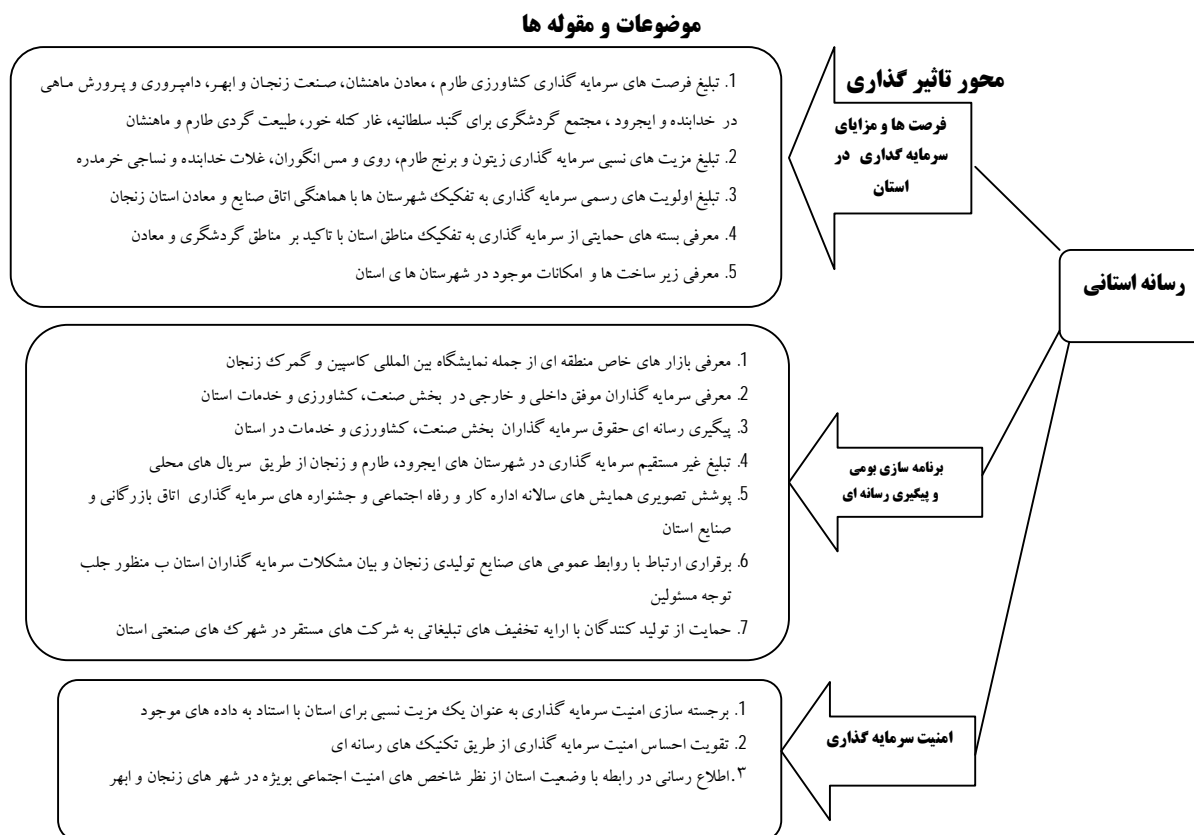 موضوعات و مقوله ها
محور تاثیر گذاری
رسانه استانی
فرصت ها و مزایای
سرمایه گداری در
استان
1. تبلیغ فرصت های سرمایه گذاری کشاورزی طارم ، معادن ماهنشان، صنعت زنجان و ابهر، دامپروری و پرورش ماهی
در خدابنده و ایجرود ، مجتمع گردشگری برای گنبد سلطانیه، غار کتله خور، طبیعت گردی طارم و ماهنشان
2. تبلیغ مزیت های نسبی سرمایه گذاری زیتون و برنج طارم، روی و مس انگوران، غلات خدابنده و نساجی خرمدره
3. تبلیغ اولویت های رسمی سرمایه گذاری به تفکیک شهرستان ها با هماهنگی اتاق صنایع و معادن استان زنجان
4. معرفی بسته های حمایتی از سرمایه گذاری به تفکیک مناطق استان با تاکید بر مناطق گردشگری و معادن
5. معرفی زیر ساخت ها و امکانات موجود در شهرستان ها ی استان
برنامه سازی بومی
و پیگیری رسانه ای
1. معرفی بازار های خاص منطقه ای از جمله نمایشگاه بین المللی کاسپین و گمرک زنجان
2. معرفی سرمایه گذاران موفق داخلی و خارجی در بخش صنعت، کشاورزی و خدمات استان
3. پیگیری رسانه ای حقوق سرمایه گذاران بخش صنعت، کشاورزی و خدمات در استان
4. تبلیغ غیر مستقیم سرمایه گذاری در شهرستان های ایجرود، طارم و زنجان از طریق سریال های محلی
5. پوشش تصویری همایش های سالانه اداره کار و رفاه اجتماعی و جشنواره های سرمایه گذاری اتاق بازرگانی و
صنایع استان
6. برقراری ارتباط با روابط عمومی های صنایع تولیدی زنجان و بیان مشکلات سرمایه گذاران استان ب منظور جلب
توجه مسئولین
7. حمایت از تولید کنندگان با ارایه تخفیف های تبلیغاتی به شرکت های مستقر در شهرک های صنعتی استان
امنیت سرمایه گذاری
1. برجسته سازی امنیت سرمایه گذاری به عنوان یک مزیت نسبی برای استان با استناد به داده های موجود
2. تقویت احساس امنیت سرمایه گذاری از طریق تکنیک های رسانه ای
۳.اطلاع رسانی در رابطه با وضعیت استان از نظر شاخص های امنیت اجتماعی بویژه در شهر های زنجان و ابهر